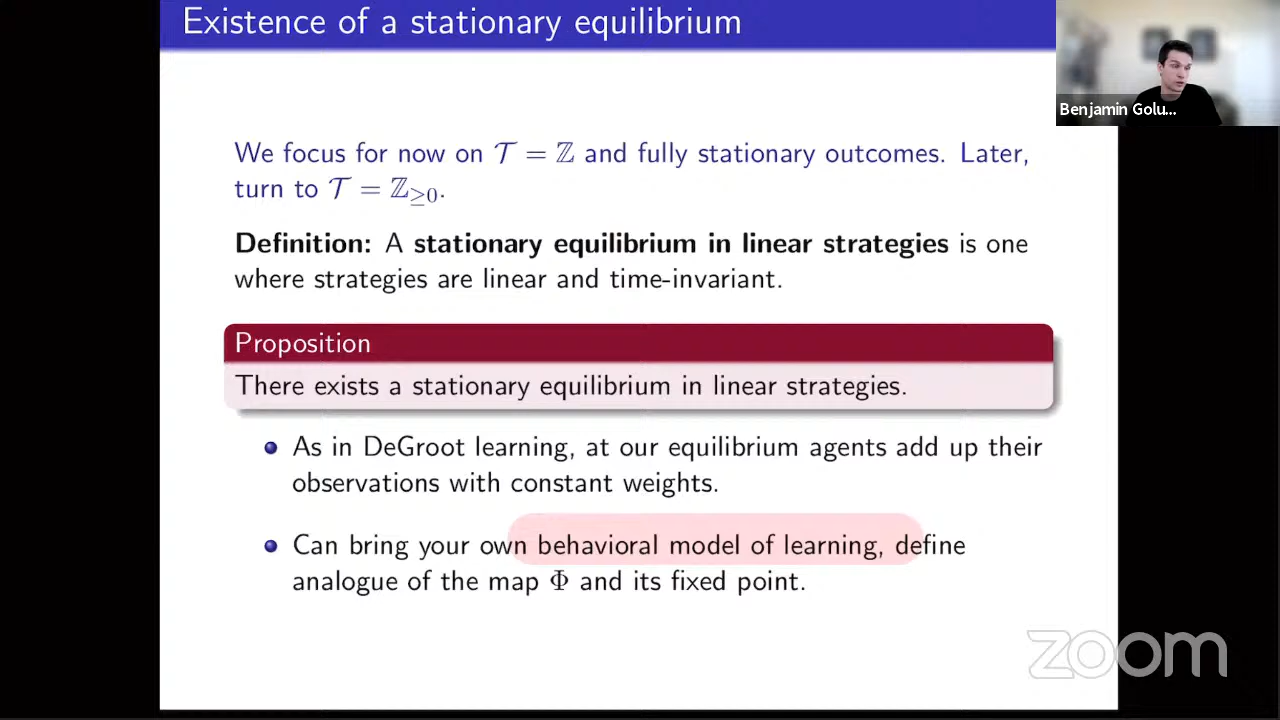 Existence of a stationary equilibrium
Benjamin Golu...
We focus for now on 𝒯 = ℤ and fully stationary outcomes. Later,
turn to 𝒯 = ℤ≥0.
Definition: A stationary equilibrium in linear strategies is one
where strategies are linear and time-invariant.
Proposition
There exists a stationary equilibrium in linear strategies.
As in DeGroot learning, at our equilibrium agents add up their
observations with constant weights.
Can bring your own behavioral model of learning, define
analogue of the map Φ and its fixed point.
zoom